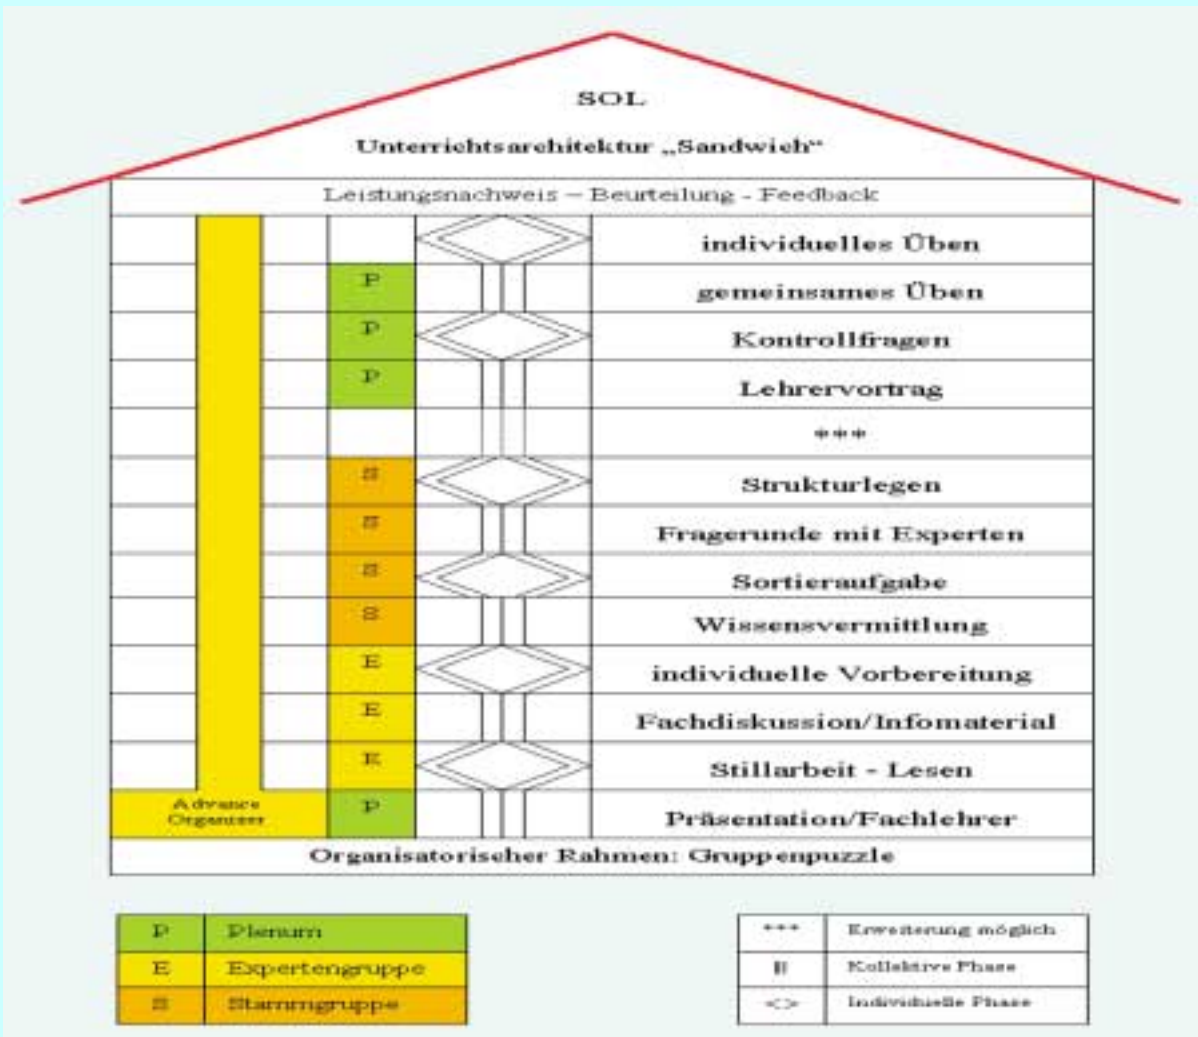 SOL
Unterrichtsarchitektur „Sandwich“
Leistungsnachweis – Beurteilung - Feedback
individuelles Üben
P gemeinsames Üben
P Kontrollfragen
P Lehrervortrag
***
S Strukturlegen
S Fragerunde mit Experten
S Sortieraufgabe
S Wissensvermittlung
E individuelle Vorbereitung
E Fachdiskussion/Infomaterial
E Stillarbeit - Lesen
Advance
Organizer P Präsentation/Fachlehrer
Organisatorischer Rahmen: Gruppenpuzzle
P Plenum
E Expertengruppe
S Stammgruppe
*** Erweiterung möglich
|| Kollektive Phase
<> Individuelle Phase